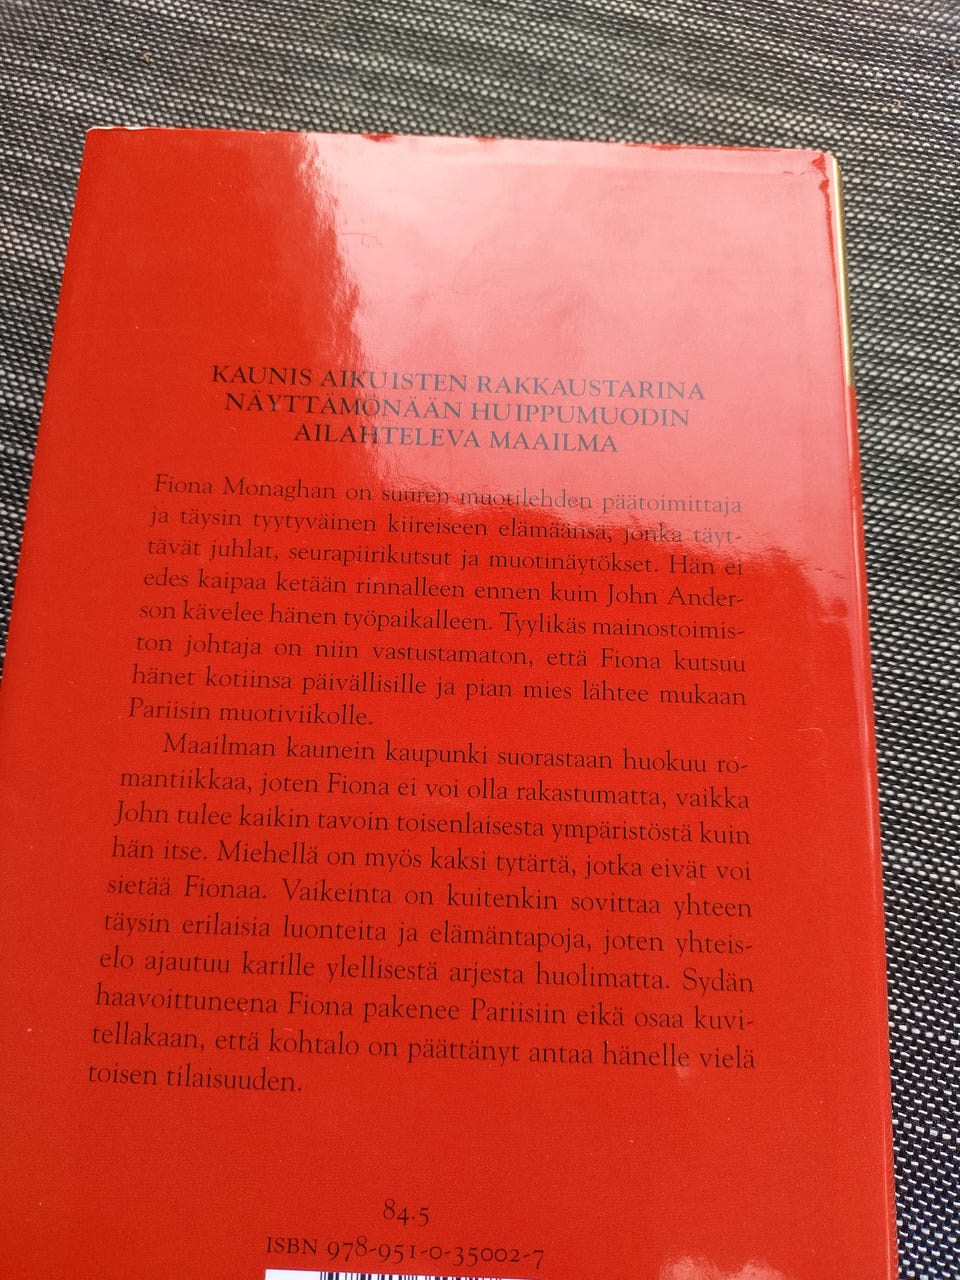 KAUNIS AIKUISTEN RAKKAUSTARINA
NÄYTTÄMÖNÄÄN HUIPPUMUODIN
AILAHTELEVA MAAILMA
Fiona Monaghan on suuren muotilehden päätoimittaja
ja täysin tyytyväinen kiireiseen elämäänsä, jonka täyt-
tävät juhlat, seurapiirikutsut ja muotinäytökset. Hän ei
edes kaipaa ketään rinnalleen ennen kuin John Ander-
son kävelee hänen työpaikalleen. Tyylikäs mainostoimis-
ton johtaja on niin vastustamaton, että Fiona kutsuu
hänet kotiinsa päivällisille ja pian mies lähtee mukaan
Pariisin muotiviikolle.
Maailman kaunein kaupunki suorastaan huokuu ro-
mantiikkaa, joten Fiona ei voi olla rakastumatta, vaikka
John tulee kaikin tavoin toisenlaisesta ympäristöstä kuin
hän itse. Miehellä on myös kaksi tytärtä, jotka eivät voi
sietää Fionaa. Vaikeinta on kuitenkin sovittaa yhteen
täysin erilaisia luonteita ja elämäntapoja, joten yhteis-
elo ajautuu karille ylellisestä arjesta huolimatta. Sydän
haavoittuneena Fiona pakenee Pariisiin eikä osaa kuvi-
tellakaan, että kohtalo on päättänyt antaa hänelle vielä
toisen tilaisuuden.
84.5
ISBN 978-951-0-35002-7